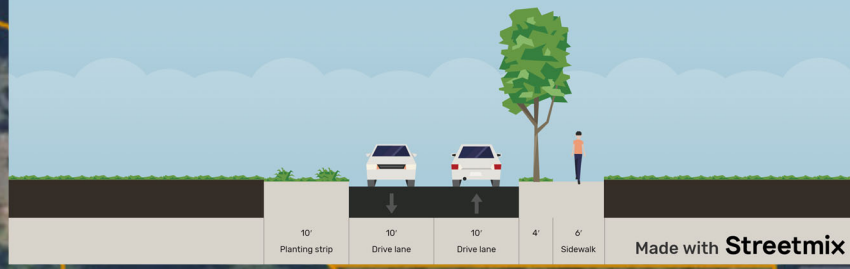 10'
Planting strip
10'
Drive lane
10'
Drive lane
4'
6'
Sidewalk
Made with Streetmix